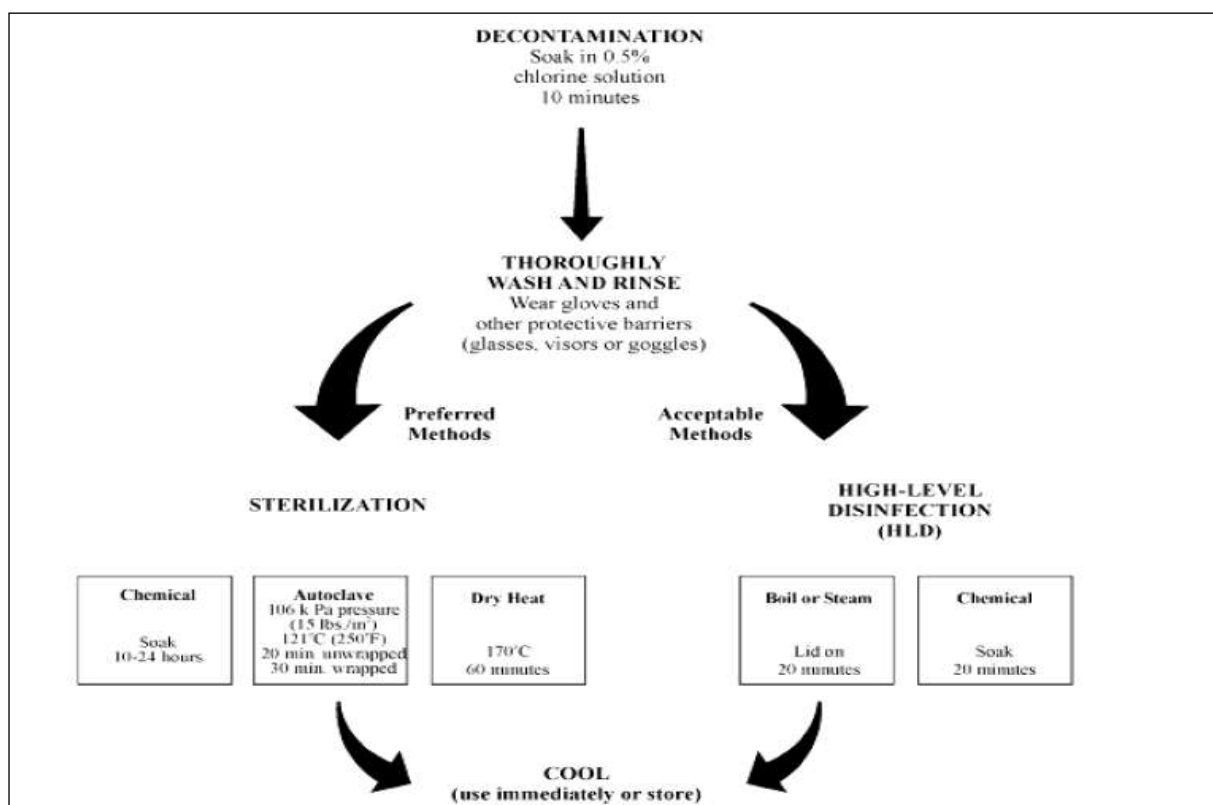 DECONTAMINATION
Soak in 0.5%
chlorine solution
10 minutes
THOROUGHLY
WASH AND RINSE
Wear gloves and
other protective barriers
(glasses, visors or goggles)
Preferred
Methods
Acceptable
Methods
STERILIZATION
HIGH-LEVEL
DISINFECTION
(HLD)
Chemical
Soak
10-24 hours
Autoclave
106 k Pa pressure
(15 lbs./in²)
121°C (250°F)
20 min. unwrapped
30 min. wrapped
Dry Heat
170°C
60 minutes
Boil or Steam
Lid on
20 minutes
Chemical
Soak
20 minutes
COOL
(use immediately or store)